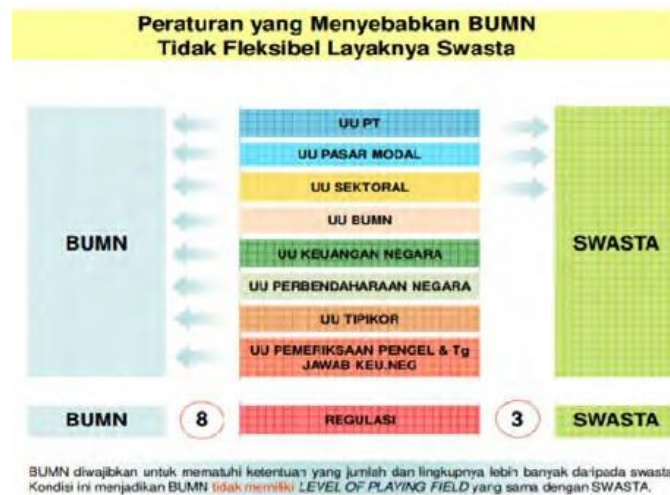 Peraturan yang Menyebabkan BUMN
Tidak Fleksibel Layaknya Swasta
UU PT
UU PASAR MODAL
UU SEKTORAL
UU BUMN
BUMN
SWASTA
UU KEUANGAN NEGARA
UU PERBENDAHARAAN NEGARA
UU TIPIKOR
UU PEMERIKSAAN PENGEL & Tg
JAWAB KEU.NEG
BUMN 8 REGULASI 3 SWASTA
BUMN diwajibkan untuk mematuhi ketentuan yang jumlah dan lingkupnya lebih banyak daripada swasta
Kondisi ini menjadikan BUMN tidak memiliki LEVEL OF PLAYING FIELD yang sama dengan SWASTA.